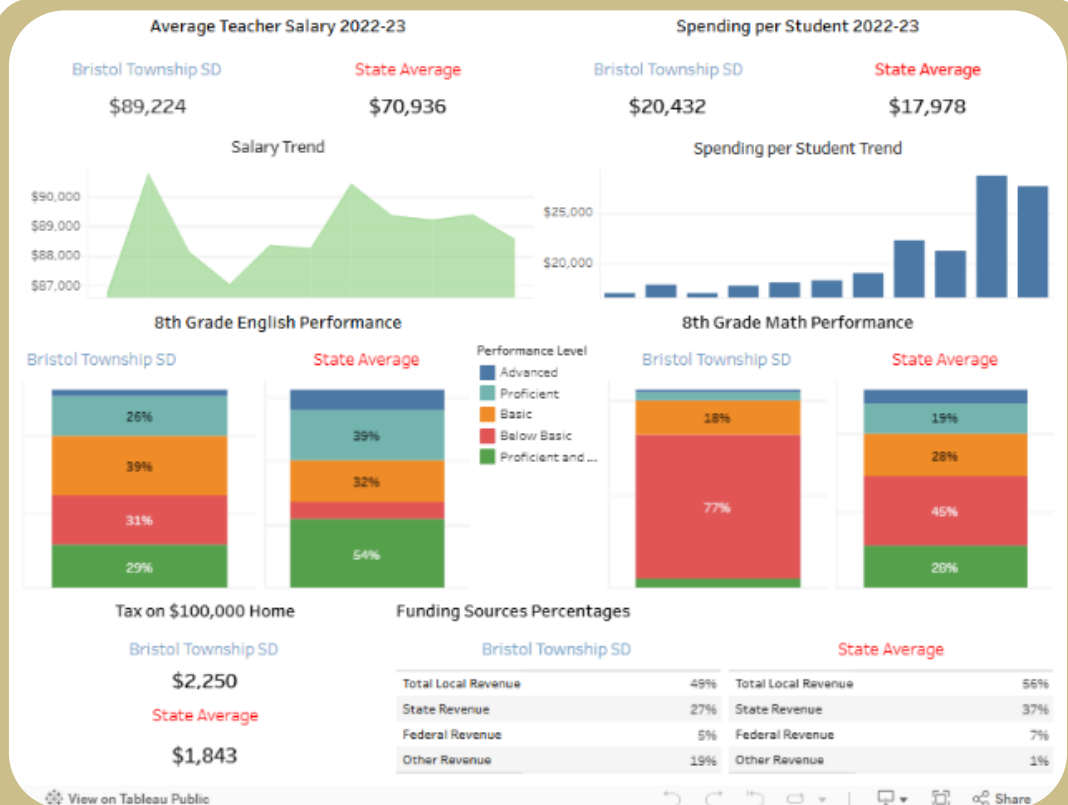 Average Teacher Salary 2022-23
Spending per Student 2022-23
Bristol Township SD
State Average
Bristol Township SD
State Average
$89,224
$70,936
$20,432
$17,978
Salary Trend
Spending per Student Trend
$90,000
$89,000
$88,000
$87,000
$25,000
$20,000
8th Grade English Performance
8th Grade Math Performance
Bristol Township SD
State Average
Performance Level
Advanced
Proficient
Basic
Below Basic
Proficient and ...
Bristol Township SD
State Average
26%
39%
31%
29%
39%
32%
54%
18%
77%
19%
28%
45%
28%
Tax on $100,000 Home
Bristol Township SD
$2,250
State Average
$1,843
Funding Sources Percentages
Bristol Township SD
State Average
Total Local Revenue 49% Total Local Revenue 56%
State Revenue 27% State Revenue 37%
Federal Revenue 5% Federal Revenue 7%
Other Revenue 19% Other Revenue 1%
View on Tableau Public
Share